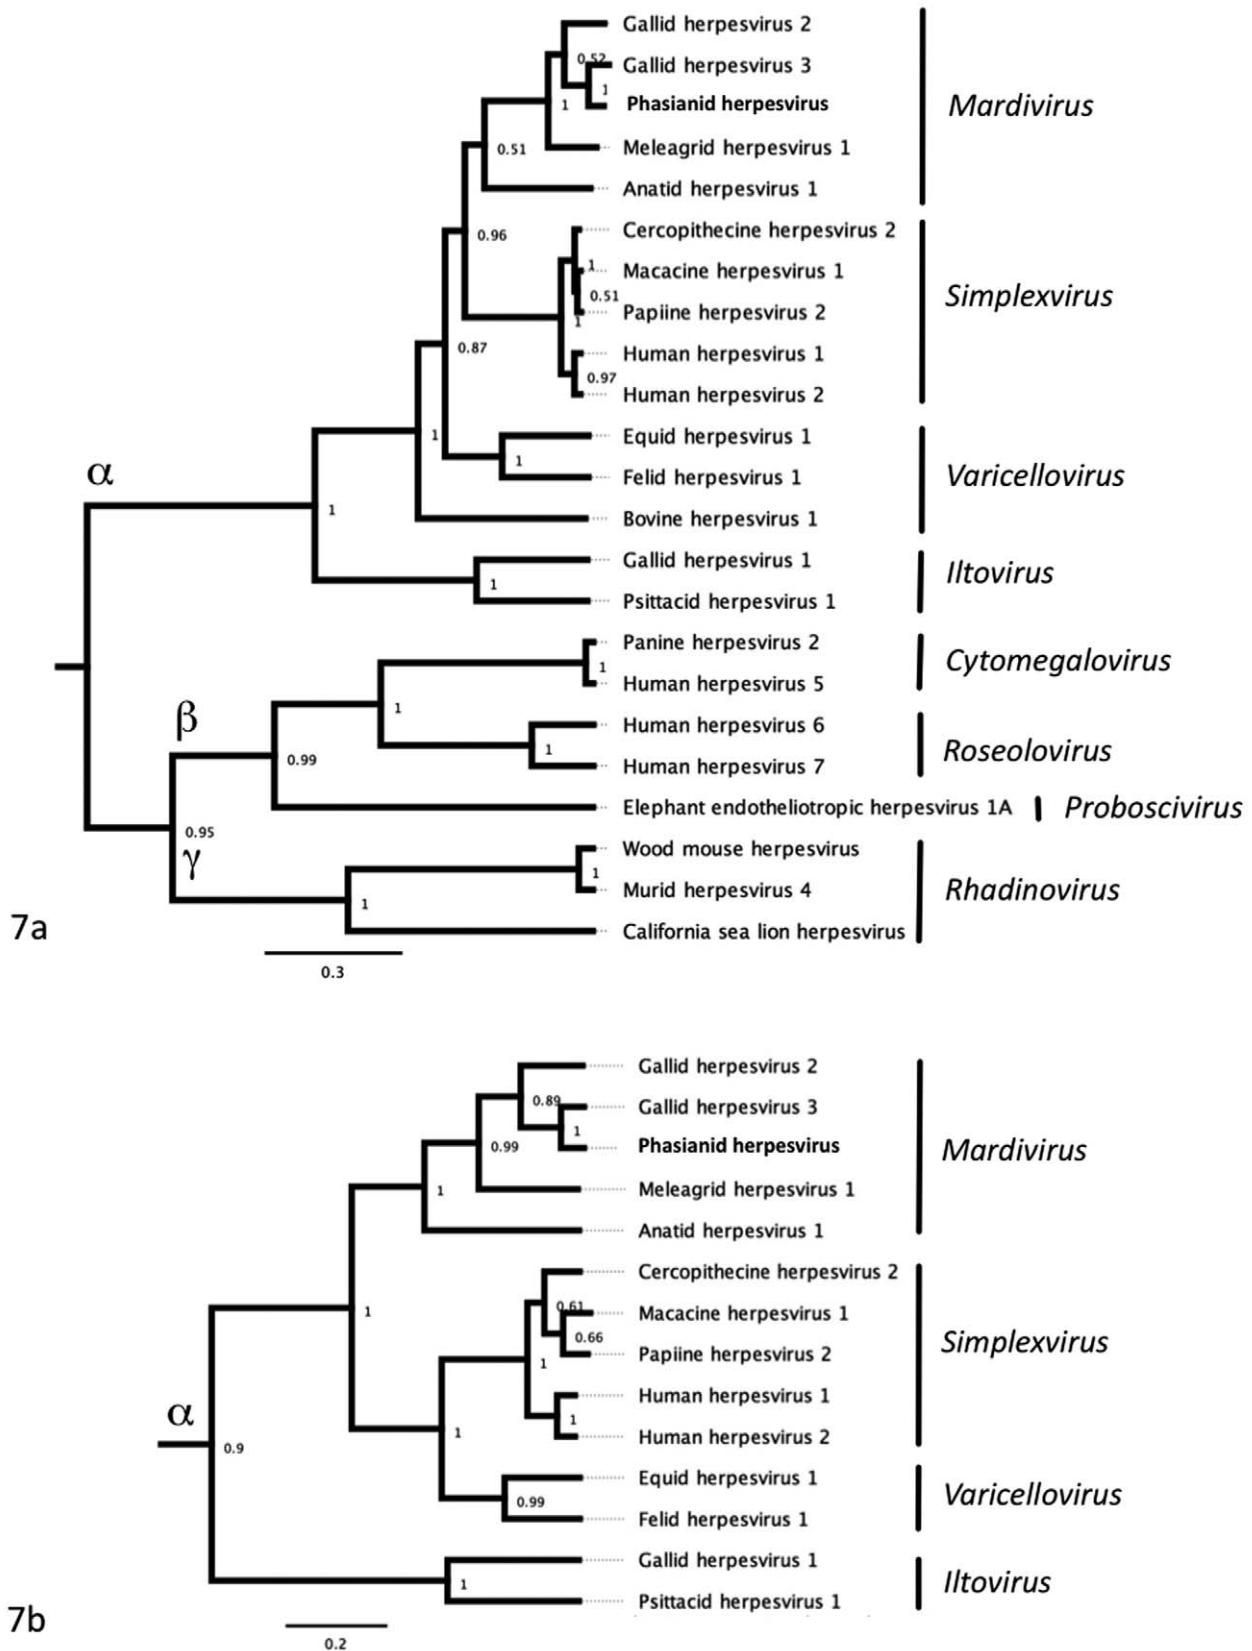 Gallid herpesvirus 2
0.52
Gallid herpesvirus 3
1
1
Phasianid herpesvirus
Mardivirus
0.51
Meleagrid herpesvirus 1
Anatid herpesvirus 1
0.96
Cercopithecine herpesvirus 2
1
Macacine herpesvirus 1
0.51
Simplexvirus
Papiine herpesvirus 2
1
0.87
Human herpesvirus 1
0.97
Human herpesvirus 2
1
Equid herpesvirus 1
1
Felid herpesvirus 1
Varicellovirus
α
1
Bovine herpesvirus 1
Gallid herpesvirus 1
1
Iltovirus
Psittacid herpesvirus 1
Panine herpesvirus 2
1
Cytomegalovirus
Human herpesvirus 5
1
β
Human herpesvirus 6
1
Roseolovirus
0.99
Human herpesvirus 7
Elephant endotheliotropic herpesvirus 1A
Proboscivirus
0.95
γ
Wood mouse herpesvirus
1
Murid herpesvirus 4
Rhadinovirus
1
California sea lion herpesvirus
7a
0.3
Gallid herpesvirus 2
0.89
Gallid herpesvirus 3
1
0.99
Phasianid herpesvirus
Mardivirus
1
Meleagrid herpesvirus 1
Anatid herpesvirus 1
Cercopithecine herpesvirus 2
0.61
1
Macacine herpesvirus 1
0.66
Simplexvirus
Papiine herpesvirus 2
1
Human herpesvirus 1
α
1
Human herpesvirus 2
0.9
1
Equid herpesvirus 1
0.99
Varicellovirus
Felid herpesvirus 1
Gallid herpesvirus 1
1
Iltovirus
Psittacid herpesvirus 1
7b
0.2